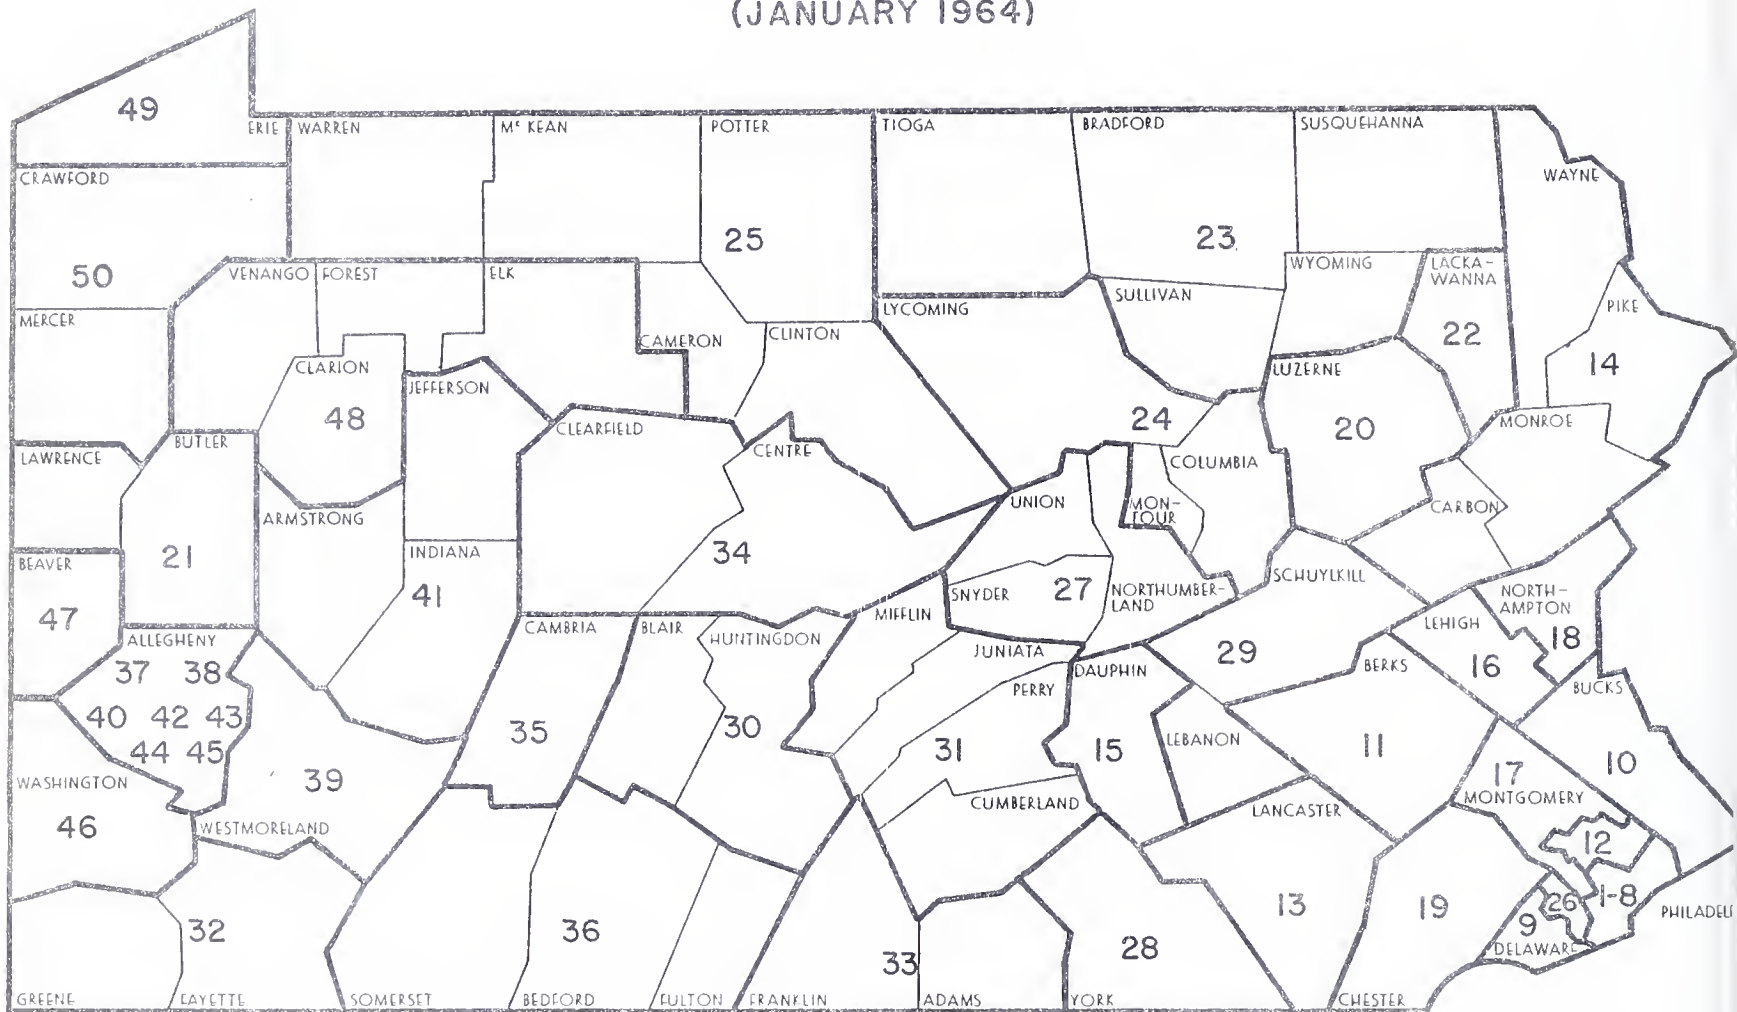 (JANUARY 1964)
49
ERIE WARREN Mc KEAN POTTER TIOGA BRADFORD SUSQUEHANNA
CRAWFORD WAYNE
25 23
50 VENANGO FOREST ELK WYOMING LACKA-
WANNA
MERCER LYCOMING SULLIVAN PIKE
CAMERON CLINTON 22
CLARION JEFFERSON LUZERNE 14
48 24 20 MONROE
LAWRENCE BUTLER CLEARFIELD CENTRE COLUMBIA
ARMSTRONG UNION MON-
TOUR CARBON
BEAVER 21 INDIANA 34
47 41 SNYDER 27 NORTHUMBER-
LAND SCHUYLKILL NORTH-
AMPTON
ALLEGHENY CAMBRIA BLAIR HUNTINGDON MIFFLIN LEHIGH 18
37 38 JUNIATA 29 BERKS 16
PERRY DAUPHIN BUCKS
40 42 43 35 30
44 45 31 15 LEBANON 11 10
WASHINGTON 39 17
CUMBERLAND LANCASTER MONTGOMERY
46 WESTMORELAND 12
32 36 13 19 26 1-8
9 PHILADEL
33 28 DELAWARE
GREENE FAYETTE SOMERSET BEDFORD FULTON FRANKLIN ADAMS YORK CHESTER